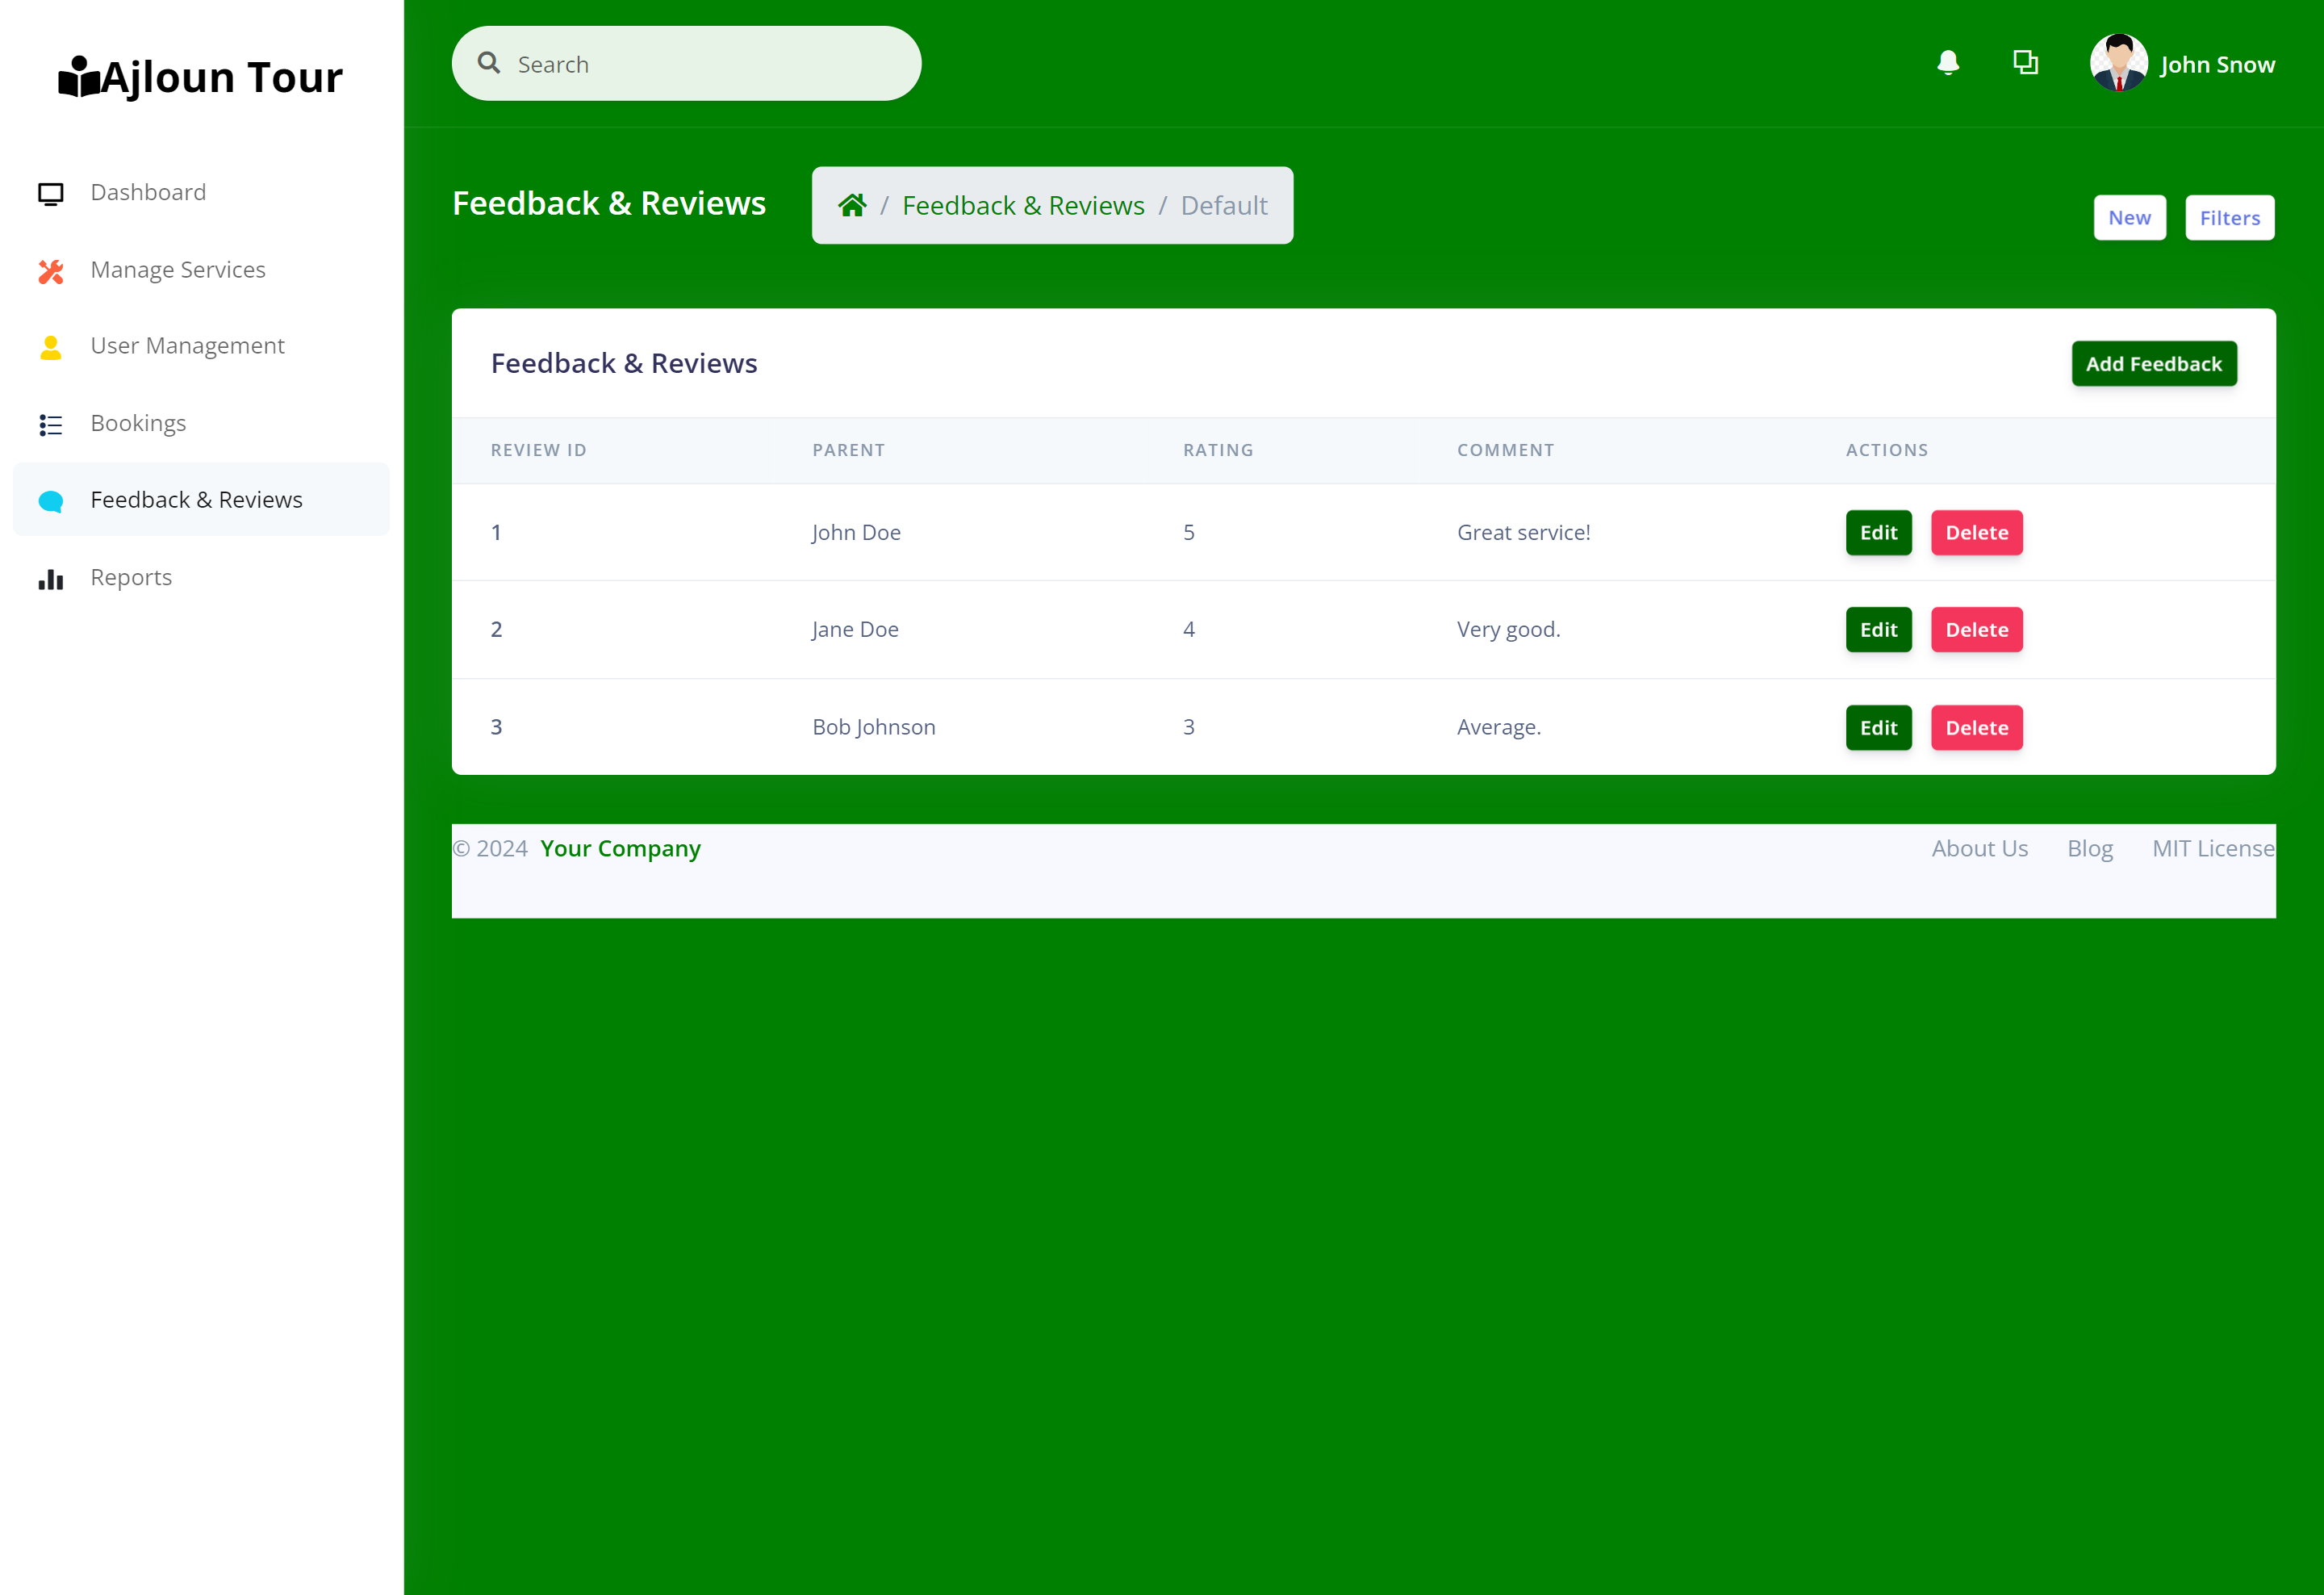 Ajloun Tour
Dashboard
Manage Services
User Management
Bookings
Feedback & Reviews
Reports
Search
John Snow
Feedback & Reviews
/ Feedback & Reviews / Default
New
Filters
Feedback & Reviews
Add Feedback
REVIEW ID PARENT RATING COMMENT ACTIONS
1 John Doe 5 Great service! Edit Delete
2 Jane Doe 4 Very good. Edit Delete
3 Bob Johnson 3 Average. Edit Delete
© 2024 Your Company
About Us Blog MIT License